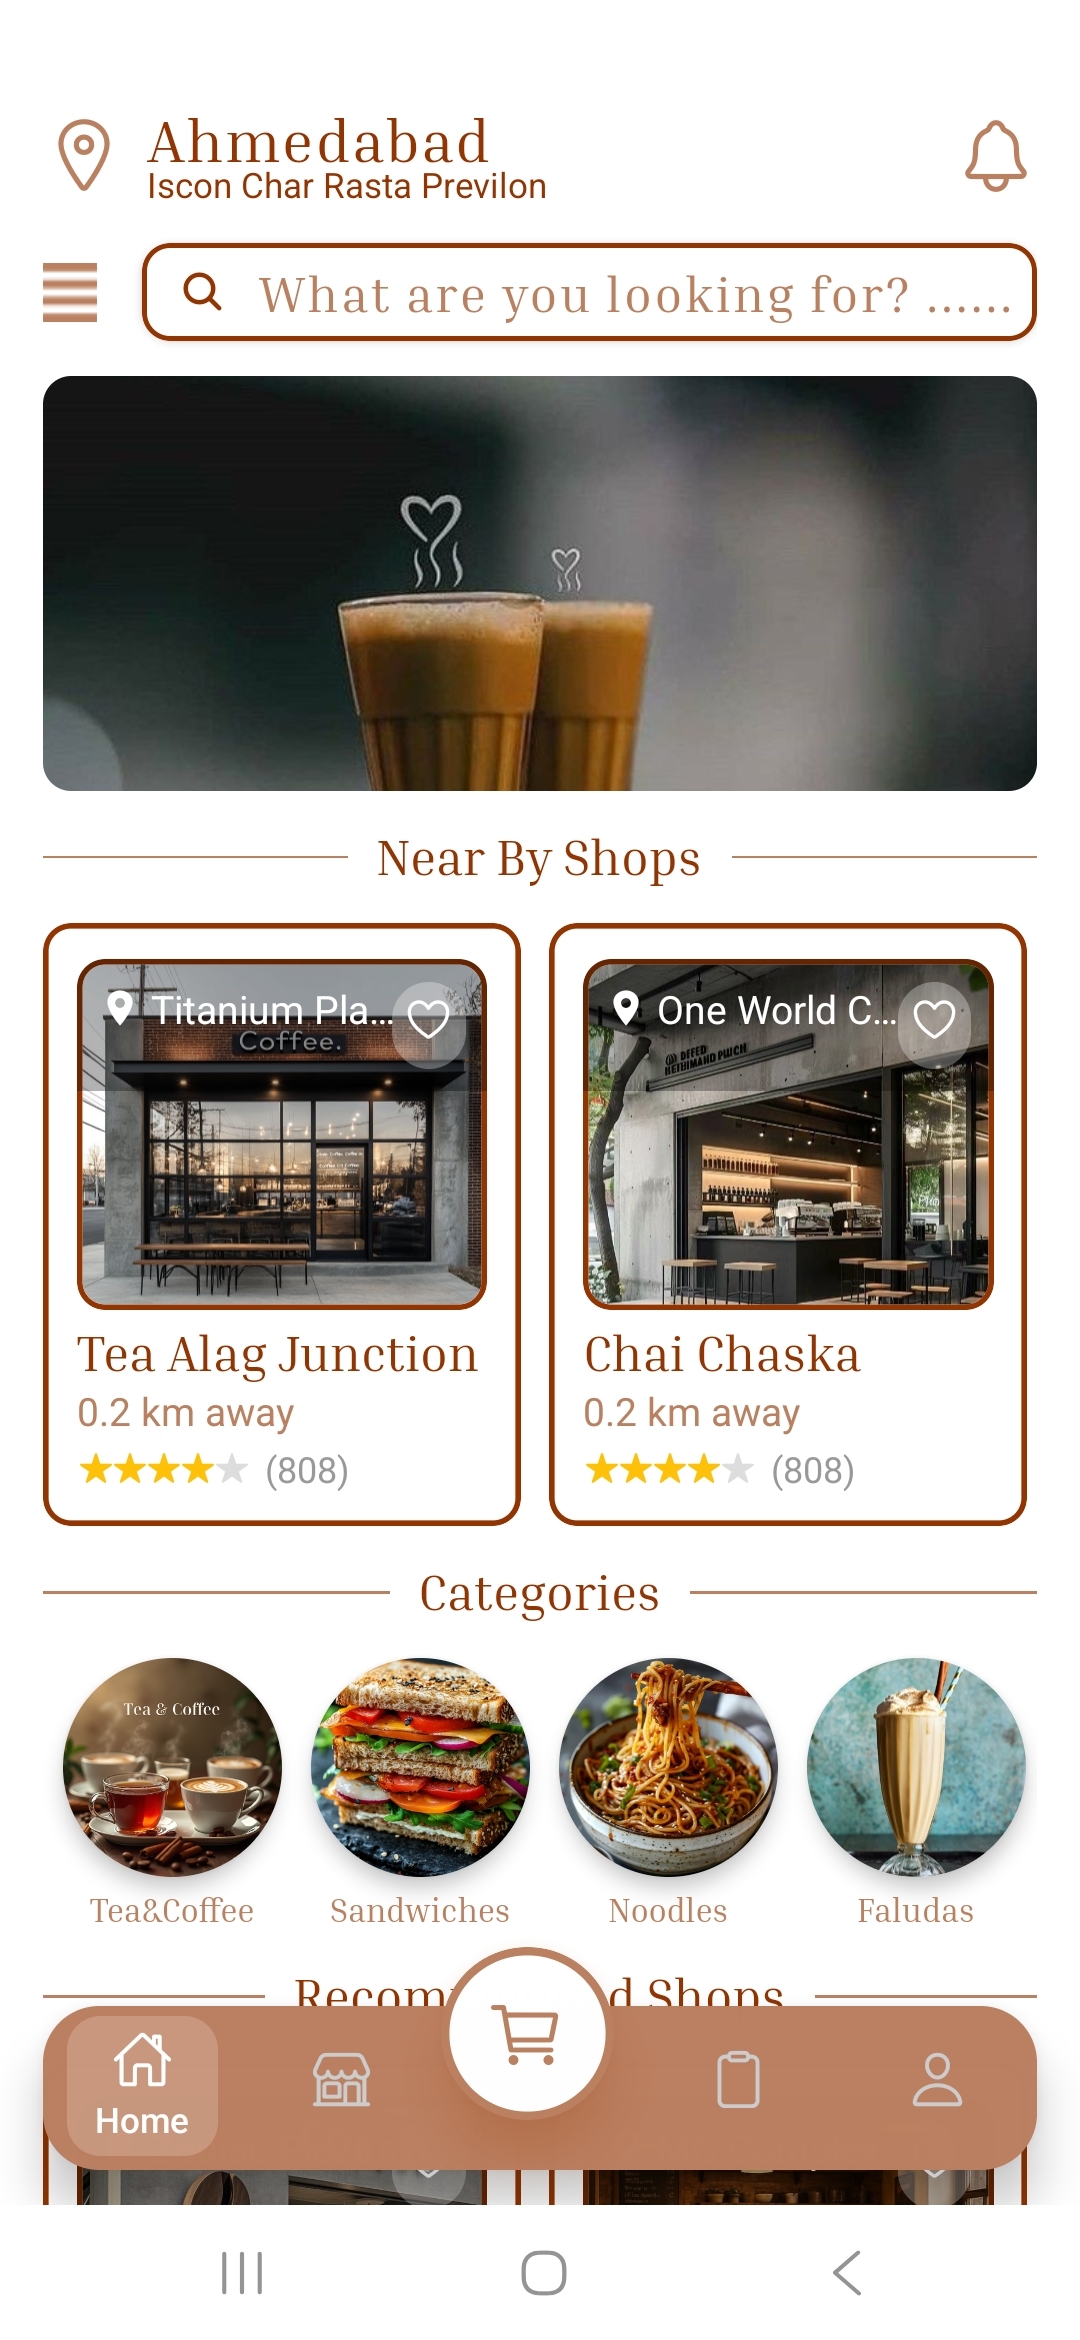 Ahmedabad
Iscon Char Rasta Previlon
What are you looking for? ......
Near By Shops
Titanium Pla...
Coffee.
One World C...
Tea Alag Junction
0.2 km away
(808)
Chai Chaska
0.2 km away
(808)
Categories
Tea & Coffee
Tea&Coffee
Sandwiches
Noodles
Faludas
Shops
Home